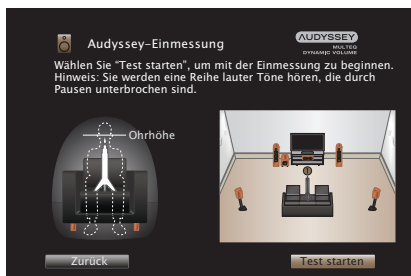 Audyssey-Einmessung
AUDYSSEY
MULTEQ
DYNAMIC VOLUME
Wählen Sie “Test starten”, um mit der Einmessung zu beginnen.
Hinweis: Sie werden eine Reihe lauter Töne hören, die durch
Pausen unterbrochen sind.
Ohrhöhe
Zurück
Test starten